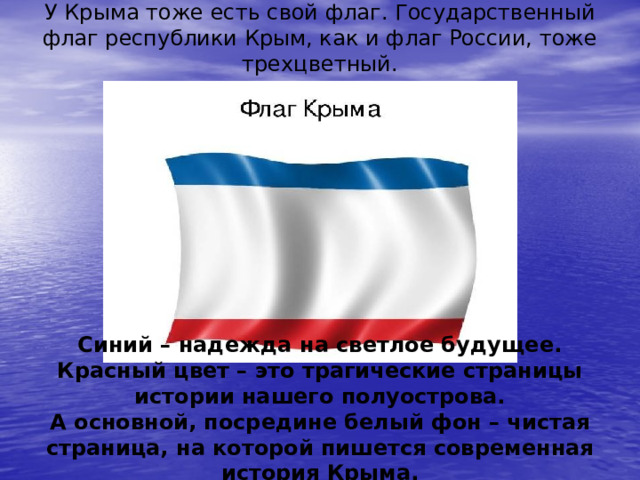 У Крыма тоже есть свой флаг. Государственный
флаг республики Крым, как и флаг России, тоже
трехцветный.
Флаг Крыма
Синий – надежда на светлое будущее.
Красный цвет – это трагические страницы
истории нашего полуострова.
А основной, посредине белый фон – чистая
страница, на которой пишется современная
история Крыма.